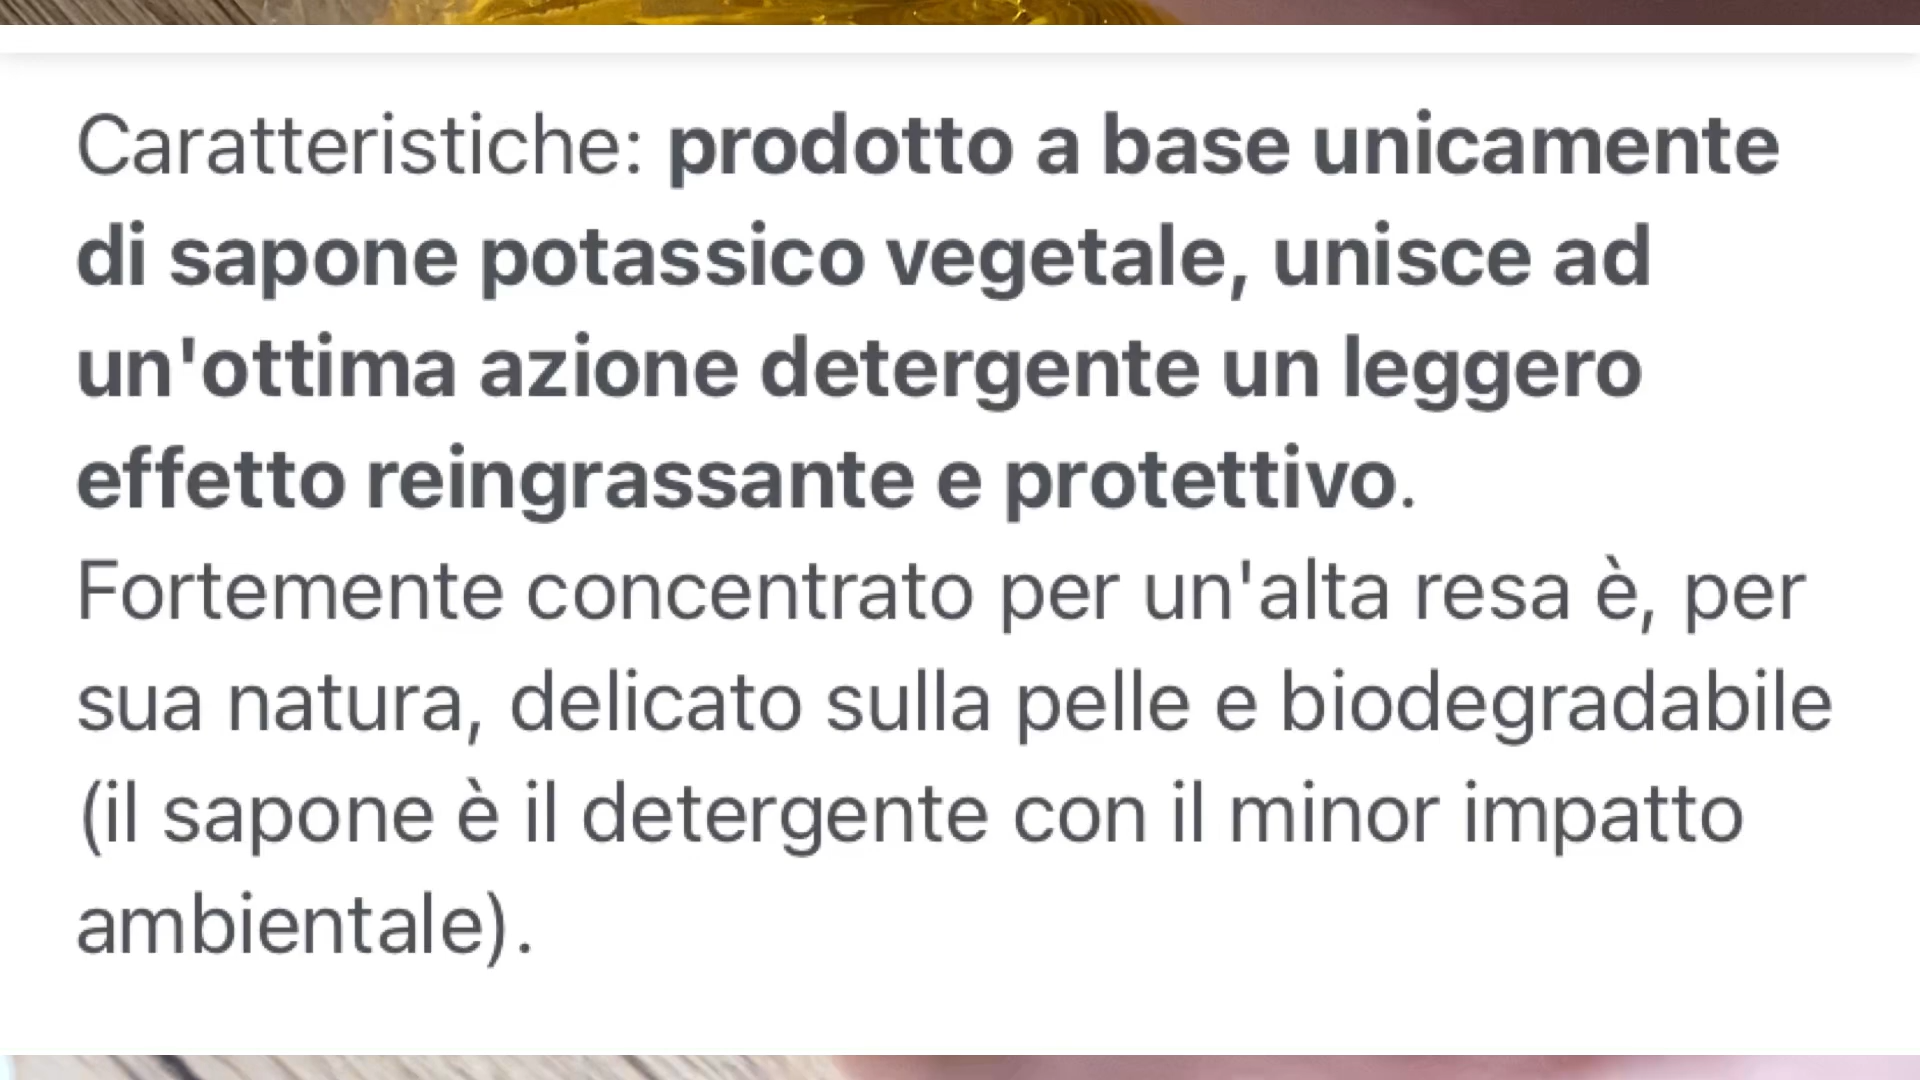 Caratteristiche: prodotto a base unicamente
di sapone potassico vegetale, unisce ad
un'ottima azione detergente un leggero
effetto reingrassante e protettivo.
Fortemente concentrato per un'alta resa è, per
sua natura, delicato sulla pelle e biodegradabile
(il sapone è il detergente con il minor impatto
ambientale).